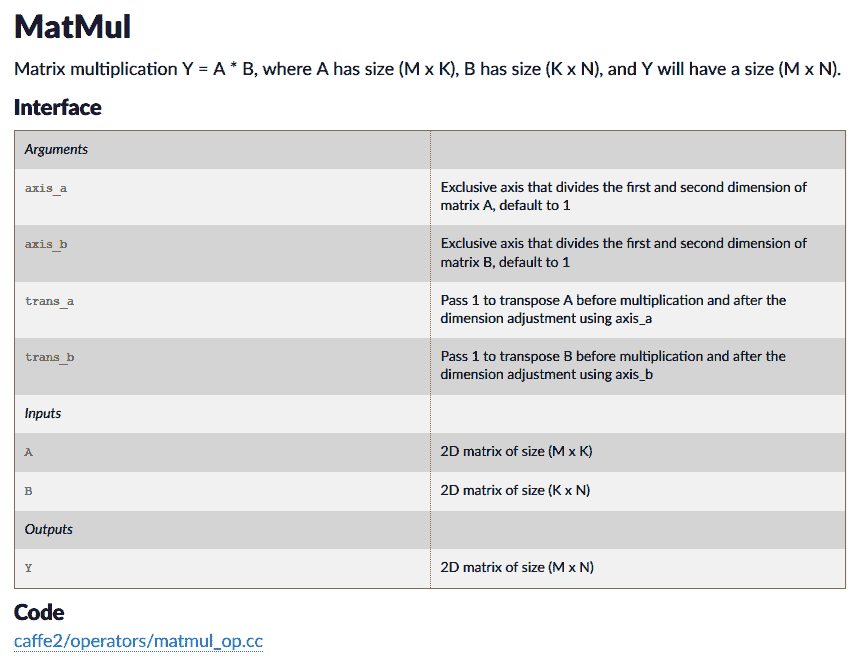 MatMul
Matrix multiplication Y = A * B, where A has size (M x K), B has size (K x N), and Y will have a size (M x N).
Interface
Arguments
axis_a
Exclusive axis that divides the first and second dimension of
matrix A, default to 1
axis_b
Exclusive axis that divides the first and second dimension of
matrix B, default to 1
trans_a
Pass 1 to transpose A before multiplication and after the
dimension adjustment using axis_a
trans_b
Pass 1 to transpose B before multiplication and after the
dimension adjustment using axis_b
Inputs
A
2D matrix of size (M x K)
B
2D matrix of size (K x N)
Outputs
Y
2D matrix of size (M x N)
Code
caffe2/operators/matmul_op.cc